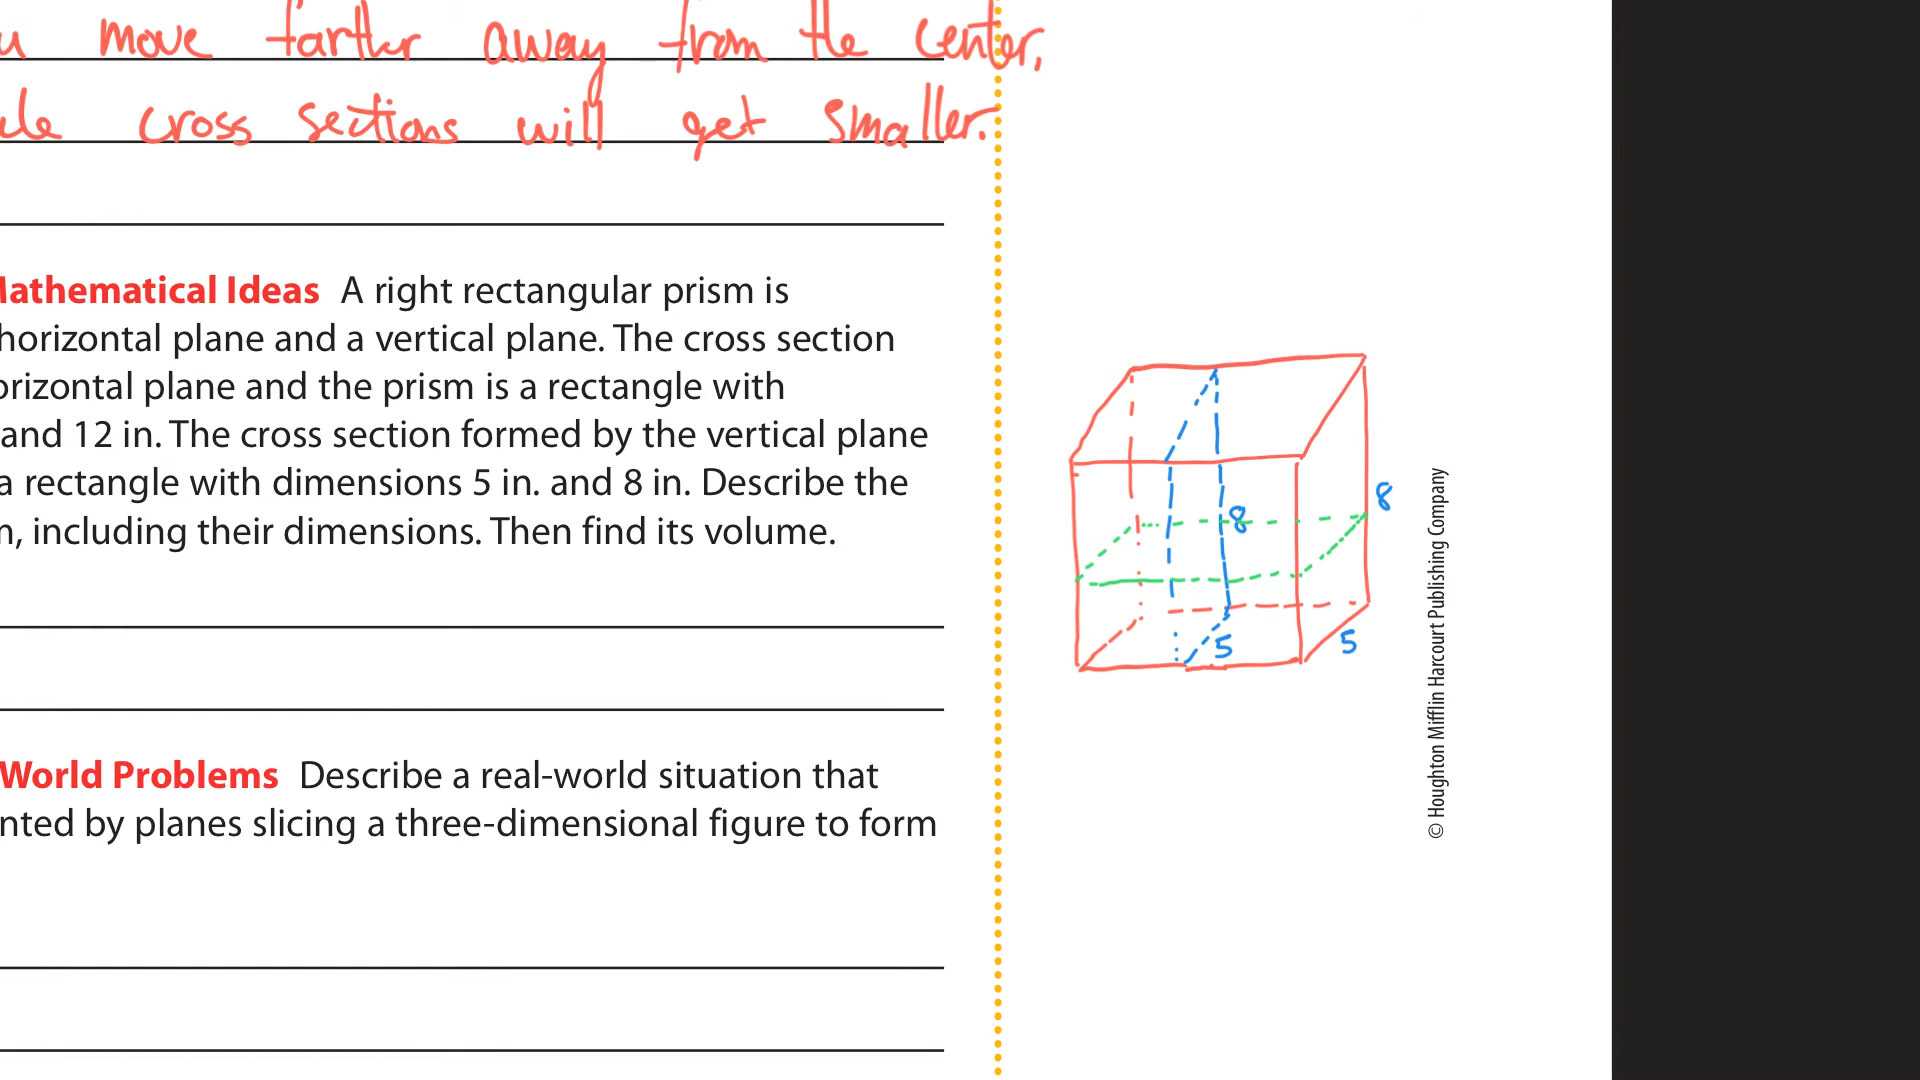 move farther away from the center,
cross sections will get smaller.
Mathematical Ideas A right rectangular prism is
horizontal plane and a vertical plane. The cross section
orizontal plane and the prism is a rectangle with
and 12 in. The cross section formed by the vertical plane
a rectangle with dimensions 5 in. and 8 in. Describe the
n, including their dimensions. Then find its volume.
8
8
5
5
© Houghton Mifflin Harcourt Publishing Company
World Problems Describe a real-world situation that
nted by planes slicing a three-dimensional figure to form